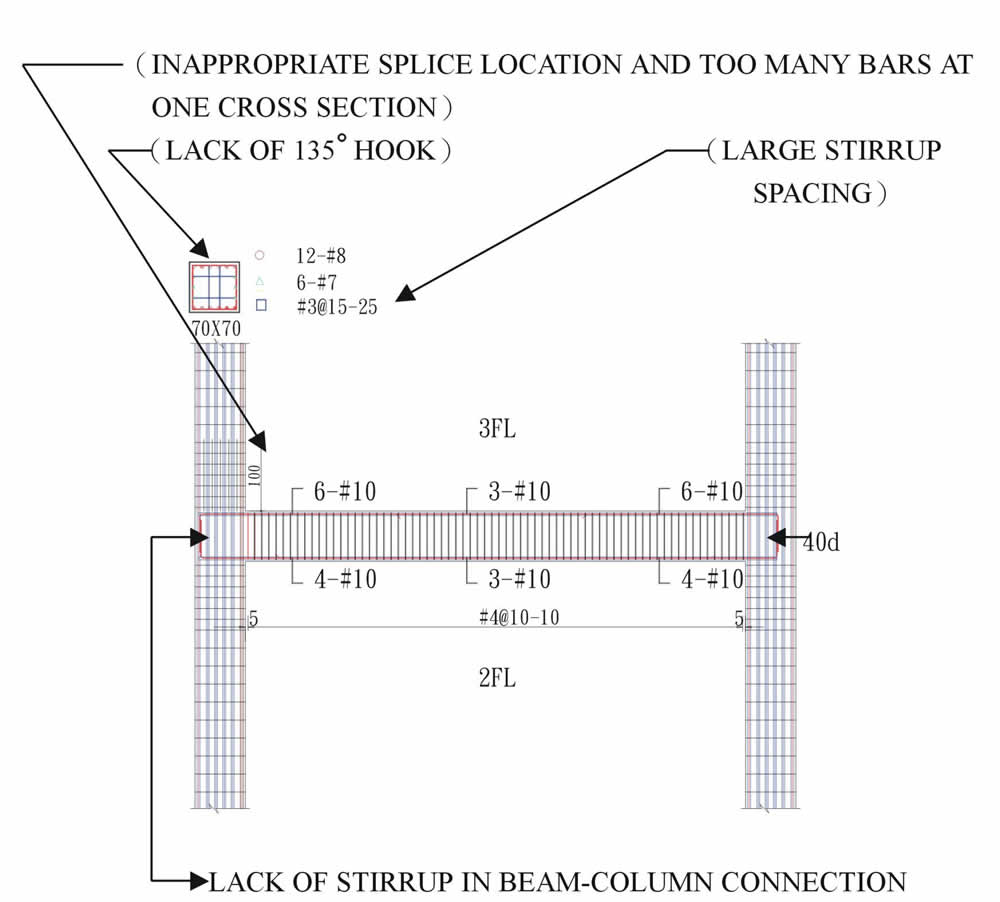 (INAPPROPRIATE SPLICE LOCATION AND TOO MANY BARS AT
ONE CROSS SECTION)
(LACK OF 135° HOOK)
(LARGE STIRRUP
SPACING)
12-#8
6-#7
#3@15-25
70X70
3FL
100
6-#10
3-#10
6-#10
40d
4-#10
3-#10
4-#10
5
#4@10-10
5
2FL
LACK OF STIRRUP IN BEAM-COLUMN CONNECTION